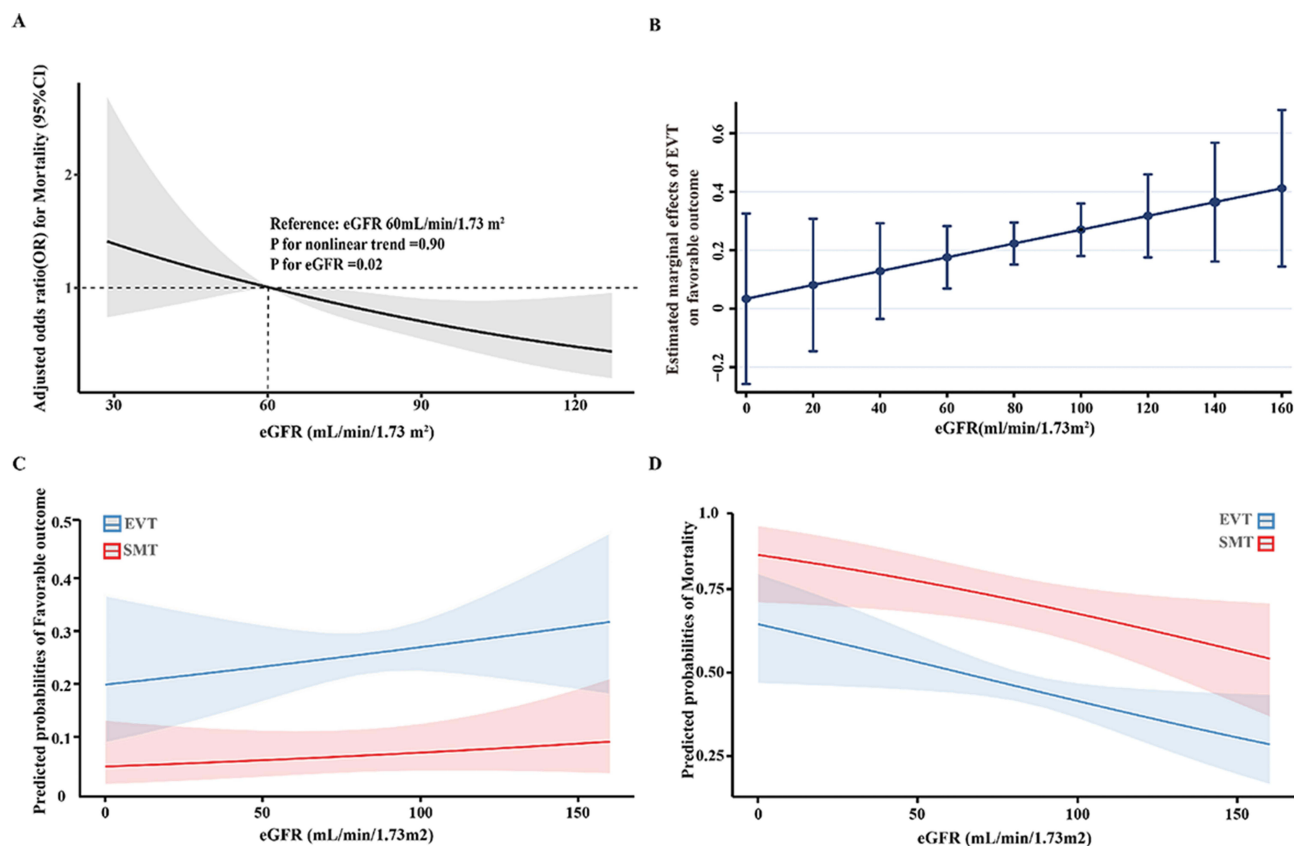 A
Adjusted odds ratio(OR) for Mortality (95%CI)
2
1
Reference: eGFR 60mL/min/1.73 m²
P for nonlinear trend =0.90
P for eGFR =0.02
30
60
90
120
eGFR (mL/min/1.73 m²)
B
Estimated marginal effects of EVT
on favorable outcome
0.6
0.4
0.2
0
−0.2
0
20
40
60
80
100
120
140
160
eGFR(ml/min/1.73m²)
C
Predicted probabilities of Favorable outcome
0.5
0.4
0.3
0.2
0.1
0
EVT
SMT
0
50
100
150
eGFR (mL/min/1.73m2)
D
Predicted probabilities of Mortality
1.0
0.75
0.50
0.25
EVT
SMT
0
50
100
150
eGFR (mL/min/1.73m2)